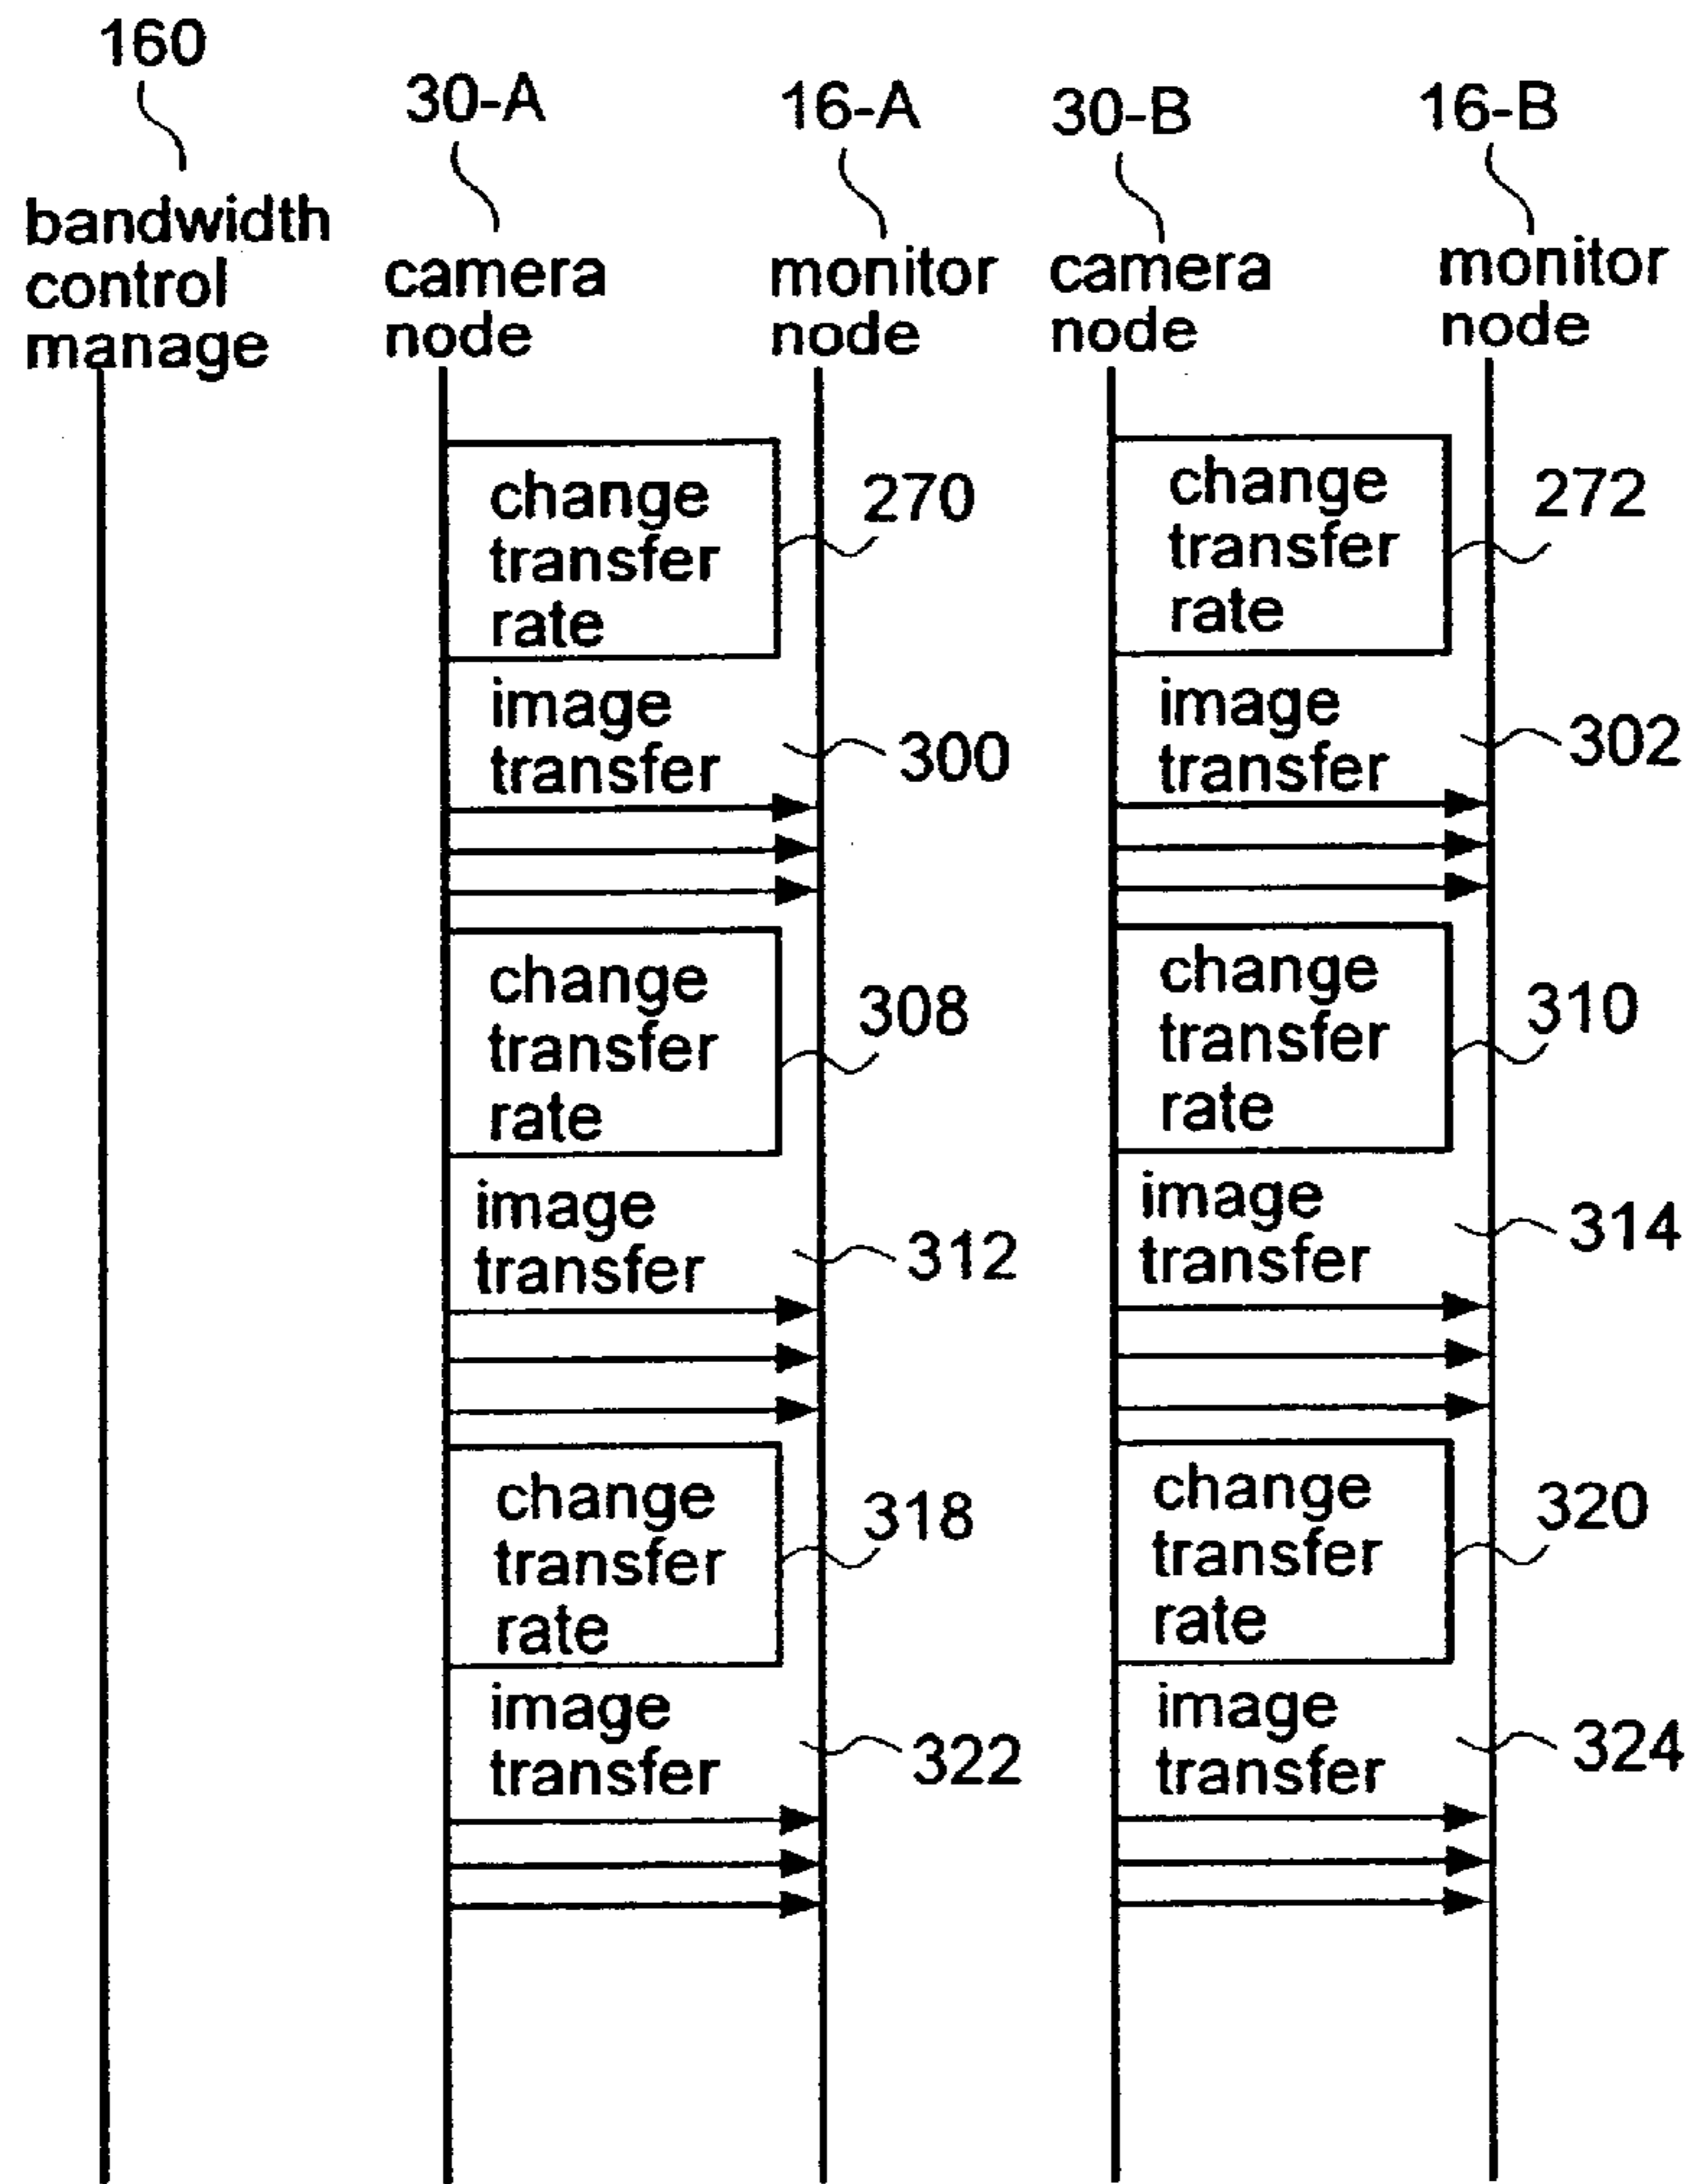 160
30-A
16-A
30-B
16-B
bandwidth
control
manage
camera
node
monitor
node
camera
node
monitor
node
change
transfer
rate
270
change
transfer
rate
272
image
transfer
300
image
transfer
302
change
transfer
rate
308
change
transfer
rate
310
image
transfer
312
image
transfer
314
change
transfer
rate
318
change
transfer
rate
320
image
transfer
322
image
transfer
324